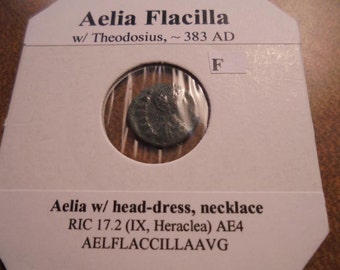 Aelia Flacilla
w/ Theodosius, ~ 383 AD
F
Aelia w/ head-dress, necklace
RIC 17.2 (IX, Heraclea) AE4
AELFLACCILLAAVG